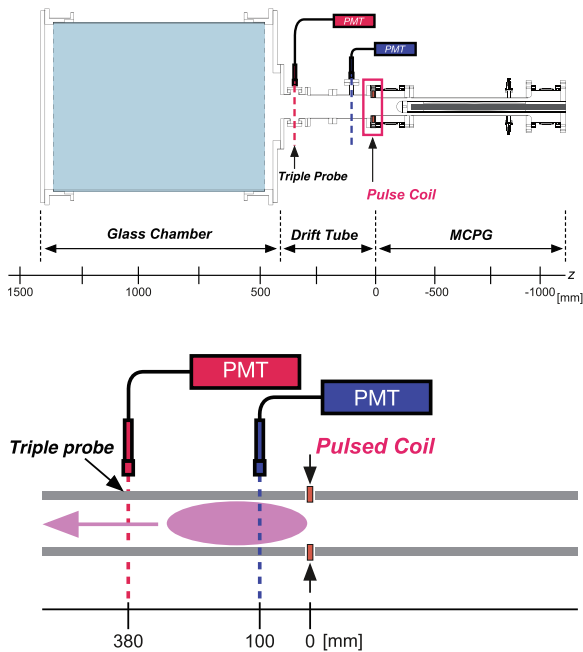 PMT
PMT
Triple Probe
Pulse Coil
Glass Chamber
Drift Tube
MCPG
z
1500
1000
500
0
-500
-1000
[mm]
PMT
PMT
Triple probe
Pulsed Coil
380
100
0 [mm]